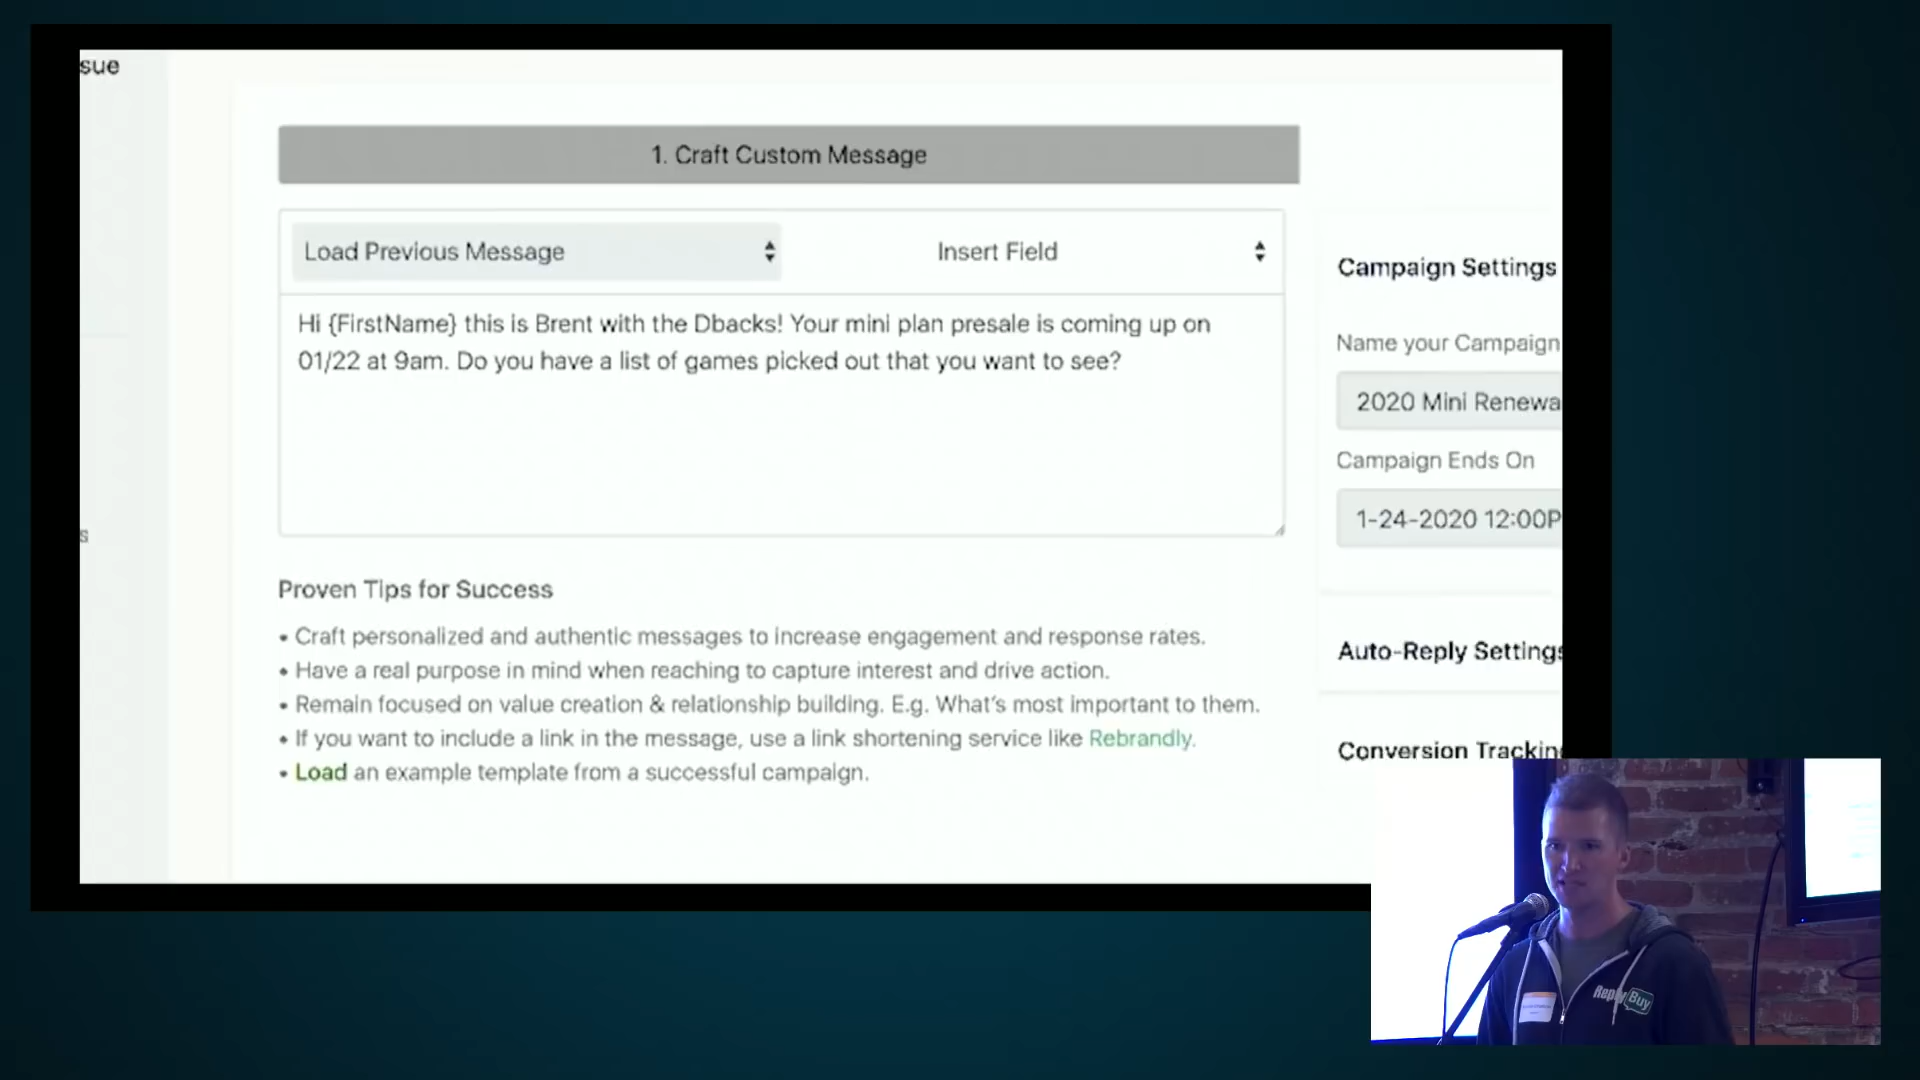 sue
1. Craft Custom Message
Load Previous Message
Insert Field
Hi {FirstName} this is Brent with the Dbacks! Your mini plan presale is coming up on
01/22 at 9am. Do you have a list of games picked out that you want to see?
s
Proven Tips for Success
• Craft personalized and authentic messages to increase engagement and response rates.
• Have a real purpose in mind when reaching to capture interest and drive action.
• Remain focused on value creation & relationship building. E.g. What's most important to them.
• If you want to include a link in the message, use a link shortening service like Rebrandly.
• Load an example template from a successful campaign.
Campaign Settings
Name your Campaign
2020 Mini Renewa
Campaign Ends On
1-24-2020 12:00P
Auto-Reply Settings
Conversion Trackin
ReplyBuy